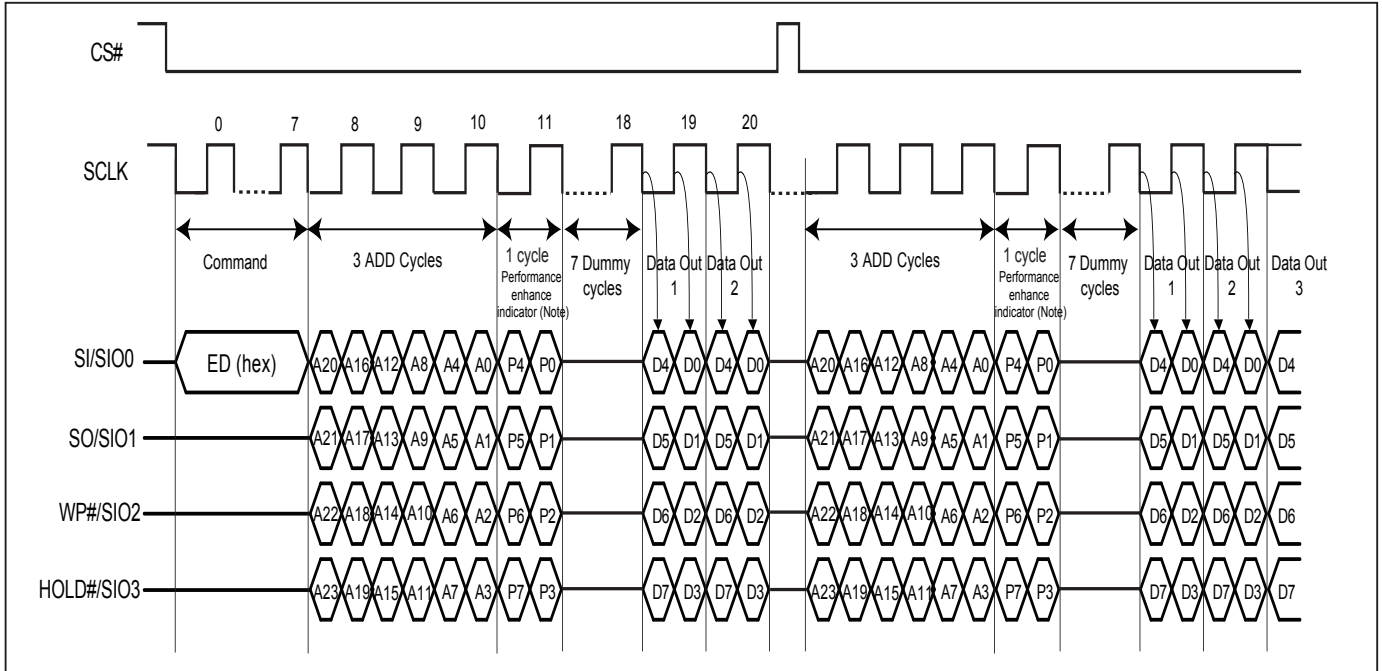 CS#
0 7 8 9 10 11 18 19 20
SCLK
Command
3 ADD Cycles
1 cycle
Performance
enhance
indicator (Note)
7 Dummy
cycles
Data Out
1
Data Out
2
3 ADD Cycles
1 cycle
Performance
enhance
indicator (Note)
7 Dummy
cycles
Data Out
1
Data Out
2
Data Out
3
SI/SIO0 ED (hex) A20 A16 A12 A8 A4 A0 P4 P0 D4 D0 D4 D0 A20 A16 A12 A8 A4 A0 P4 P0 D4 D0 D4 D0 D4
SO/SIO1 A21 A17 A13 A9 A5 A1 P5 P1 D5 D1 D5 D1 A21 A17 A13 A9 A5 A1 P5 P1 D5 D1 D5 D1 D5
WP#/SIO2 A22 A18 A14 A10 A6 A2 P6 P2 D6 D2 D6 D2 A22 A18 A14 A10 A6 A2 P6 P2 D6 D2 D6 D2 D6
HOLD#/SIO3 A23 A19 A15 A11 A7 A3 P7 P3 D7 D3 D7 D3 A23 A19 A15 A11 A7 A3 P7 P3 D7 D3 D7 D3 D7